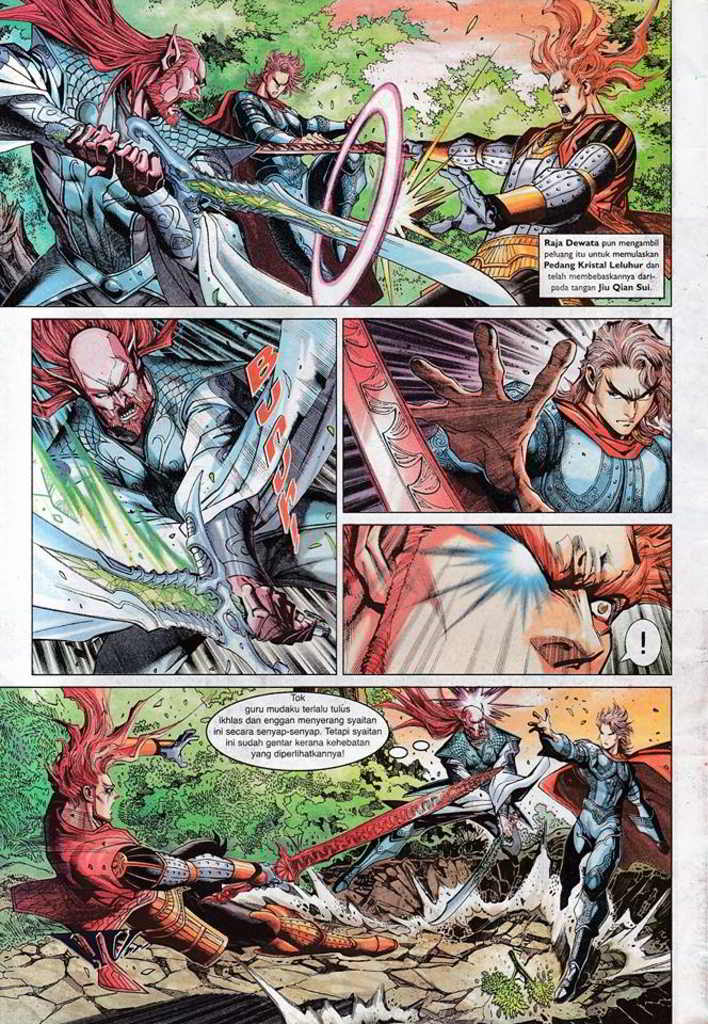 Raja Dewata pun mengambil
peluang itu untuk memulaskan
Pedang Kristal Leluhur dan
telah membebaskannya dari-
pada tangan Jiu Qian Sui.
BUUUH
!
Tok
guru mudaku terlalu tulus
ikhlas dan enggan menyerang syaitan
ini secara senyap-senyap. Tetapi syaitan
ini sudah gentar kerana kehebatan
yang diperlihatkannya!